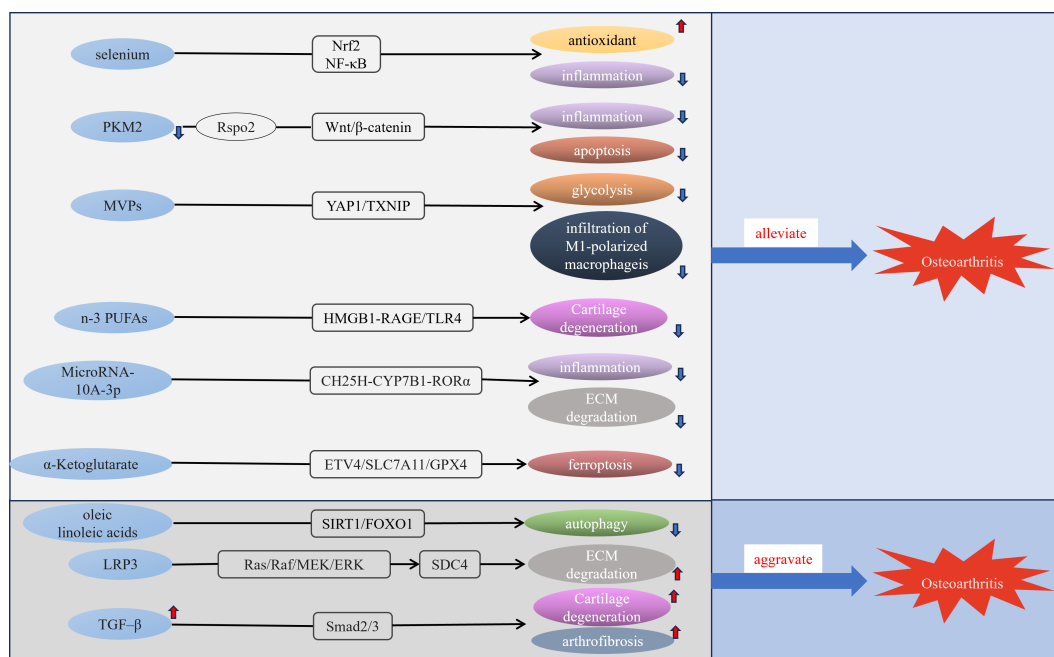 selenium
Nrf2
NF-κB
antioxidant
inflammation
PKM2
Rspo2
Wnt/β-catenin
inflammation
apoptosis
MVPs
YAP1/TXNIP
glycolysis
infiltration of
M1-polarized
macrophageis
alleviate
Osteoarthritis
n-3 PUFAs
HMGB1-RAGE/TLR4
Cartilage
degeneration
MicroRNA-
10A-3p
CH25H-CYP7B1-RORα
inflammation
ECM
degradation
α-Ketoglutarate
ETV4/SLC7A11/GPX4
ferroptosis
oleic
linoleic acids
SIRT1/FOXO1
autophagy
LRP3
Ras/Raf/MEK/ERK
SDC4
ECM
degradation
aggravate
Osteoarthritis
TGF–β
Smad2/3
Cartilage
degeneration
arthrofibrosis